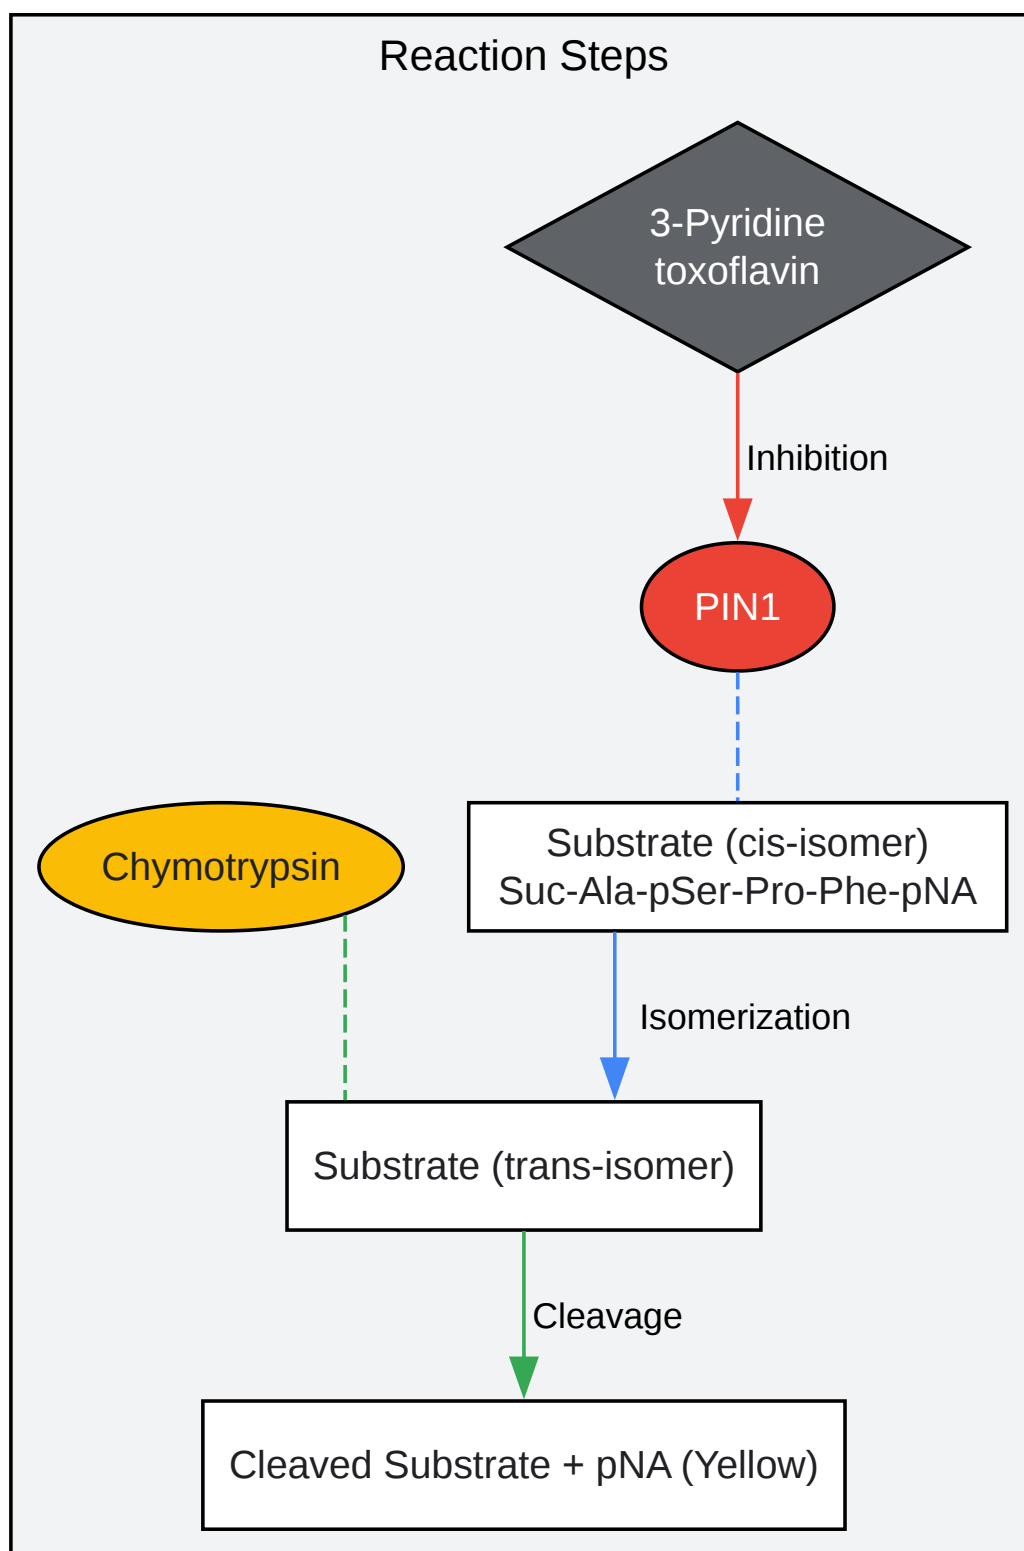 Reaction Steps
3-Pyridine
toxoflavin
Inhibition
PIN1
Chymotrypsin
Substrate (cis-isomer)
Suc-Ala-pSer-Pro-Phe-pNA
Isomerization
Substrate (trans-isomer)
Cleavage
Cleaved Substrate + pNA (Yellow)